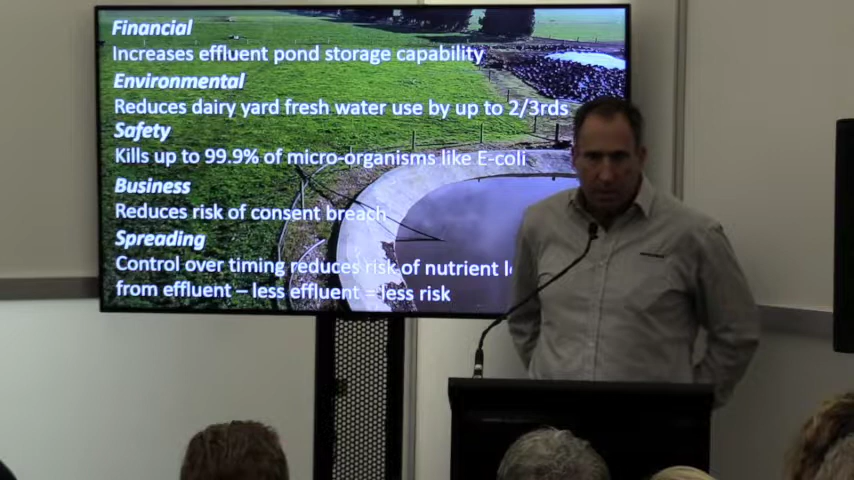 Financial
Increases effluent pond storage capability
Environmental
Reduces dairy yard fresh water use by up to 2/3rds
Safety
Kills up to 99.9% of micro-organisms like E-coli
Business
Reduces risk of consent breach
Spreading
Control over timing reduces risk of nutrient
from effluent – less effluent = less risk